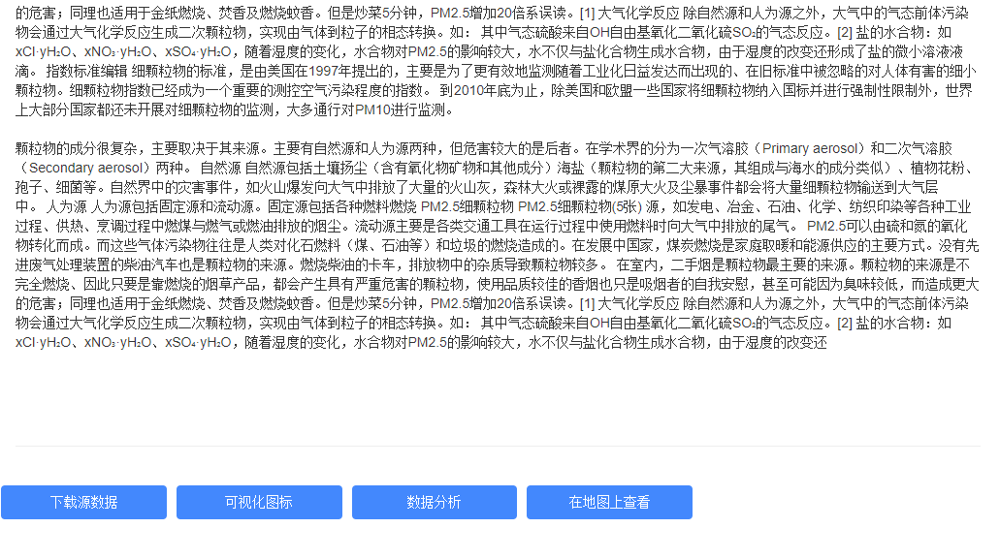 的危害；同理也适用于金纸燃烧、焚香及燃烧蚊香。但是炒菜5分钟，PM2.5增加20倍系误读。[1] 大气化学反应 除自然源和人为源之外，大气中的气态前体污染
物会通过大气化学反应生成二次颗粒物，实现由气体到粒子的相态转换。如： 其中气态硫酸来自OH自由基氧化二氧化硫SO₂的气态反应。[2] 盐的水合物：如
xCl·yH₂O、xNO₃·yH₂O、xSO₄·yH₂O，随着湿度的变化，水合物对PM2.5的影响较大，水不仅与盐化合物生成水合物，由于湿度的改变还形成了盐的微小溶液液
滴。 指数标准编辑 细颗粒物的标准，是由美国在1997年提出的，主要是为了更有效地监测随着工业化日益发达而出现的、在旧标准中被忽略的对人体有害的细小
颗粒物。细颗粒物指数已经成为一个重要的测控空气污染程度的指数。 到2010年底为止，除美国和欧盟一些国家将细颗粒物纳入国标并进行强制性限制外，世界
上大部分国家都还未开展对细颗粒物的监测，大多通行对PM10进行监测。
颗粒物的成分很复杂，主要取决于其来源。主要有自然源和人为源两种，但危害较大的是后者。在学术界的分为一次气溶胶（Primary aerosol）和二次气溶胶
（Secondary aerosol）两种。 自然源 自然源包括土壤扬尘（含有氧化物矿物和其他成分）海盐（颗粒物的第二大来源，其组成与海水的成分类似）、植物花粉、
孢子、细菌等。自然界中的灾害事件，如火山爆发向大气中排放了大量的火山灰，森林大火或裸露的煤原大火及尘暴事件都会将大量细颗粒物输送到大气层
中。 人为源 人为源包括固定源和流动源。固定源包括各种燃料燃烧 PM2.5细颗粒物 PM2.5细颗粒物(5张) 源，如发电、冶金、石油、化学、纺织印染等各种工业
过程、供热、烹调过程中燃煤与燃气或燃油排放的烟尘。流动源主要是各类交通工具在运行过程中使用燃料时向大气中排放的尾气。 PM2.5可以由硫和氮的氧化
物转化而成。而这些气体污染物往往是人类对化石燃料（煤、石油等）和垃圾的燃烧造成的。在发展中国家，煤炭燃烧是家庭取暖和能源供应的主要方式。没有先
进废气处理装置的柴油汽车也是颗粒物的来源。燃烧柴油的卡车，排放物中的杂质导致颗粒物较多。 在室内，二手烟是颗粒物最主要的来源。颗粒物的来源是不
完全燃烧、因此只要是靠燃烧的烟草产品，都会产生具有严重危害的颗粒物，使用品质较佳的香烟也只是吸烟者的自我安慰，甚至可能因为臭味较低，而造成更大
的危害；同理也适用于金纸燃烧、焚香及燃烧蚊香。但是炒菜5分钟，PM2.5增加20倍系误读。[1] 大气化学反应 除自然源和人为源之外，大气中的气态前体污染
物会通过大气化学反应生成二次颗粒物，实现由气体到粒子的相态转换。如： 其中气态硫酸来自OH自由基氧化二氧化硫SO₂的气态反应。[2] 盐的水合物：如
xCl·yH₂O、xNO₃·yH₂O、xSO₄·yH₂O，随着湿度的变化，水合物对PM2.5的影响较大，水不仅与盐化合物生成水合物，由于湿度的改变还
下载源数据
可视化图标
数据分析
在地图上查看